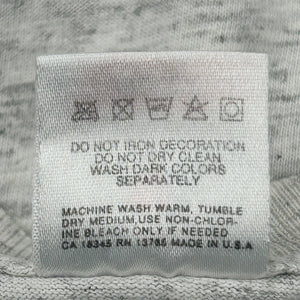 DO NOT IRON DECORATION
DO NOT DRY CLEAN
WASH DARK COLORS
SEPARATELY
MACHINE WASH WARM, TUMBLE
DRY MEDIUM, USE NON-CHLOR-
INE BLEACH ONLY IF NEEDED
CA 15345 RN 13765 MADE IN U.S.A